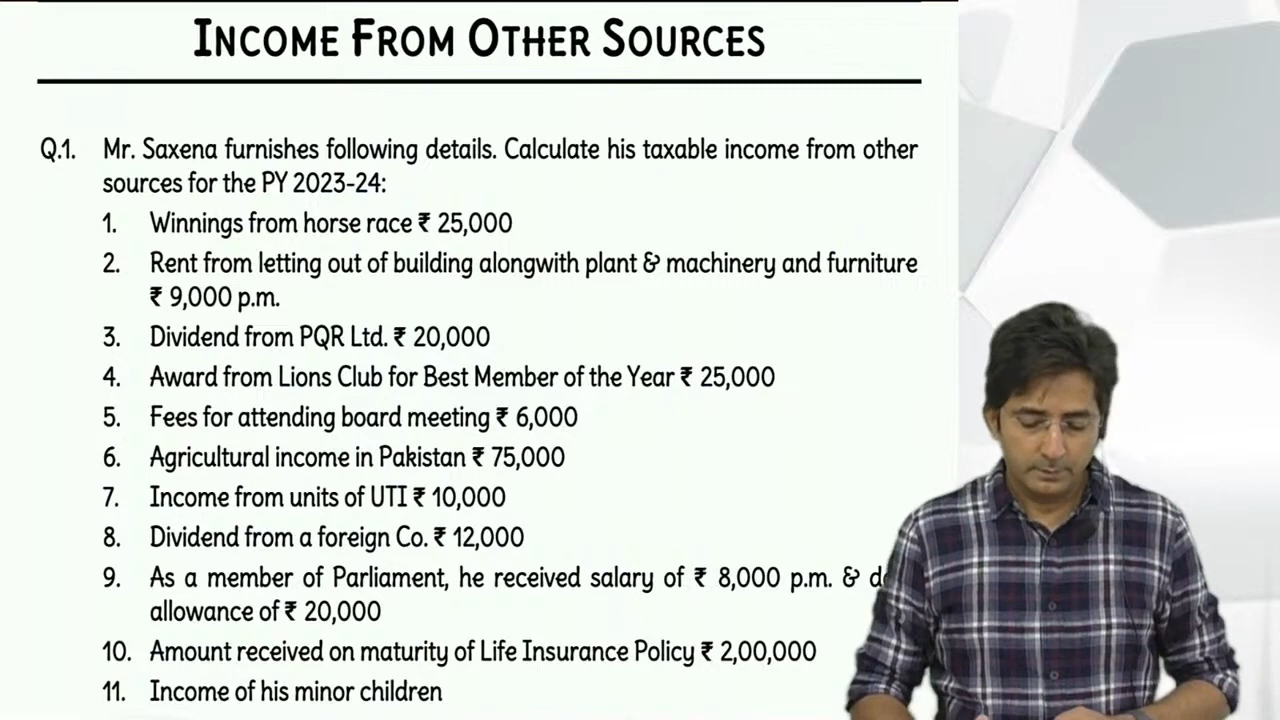 INCOME FROM OTHER SOURCES
Q.1. Mr. Saxena furnishes following details. Calculate his taxable income from other
sources for the PY 2023-24:
1. Winnings from horse race ₹ 25,000
2. Rent from letting out of building alongwith plant & machinery and furniture
₹ 9,000 p.m.
3. Dividend from PQR Ltd. ₹ 20,000
4. Award from Lions Club for Best Member of the Year ₹ 25,000
5. Fees for attending board meeting ₹ 6,000
6. Agricultural income in Pakistan ₹ 75,000
7. Income from units of UTI ₹ 10,000
8. Dividend from a foreign Co. ₹ 12,000
9. As a member of Parliament, he received salary of ₹ 8,000 p.m. &
allowance of ₹ 20,000
10. Amount received on maturity of Life Insurance Policy ₹ 2,00,000
11. Income of his minor children